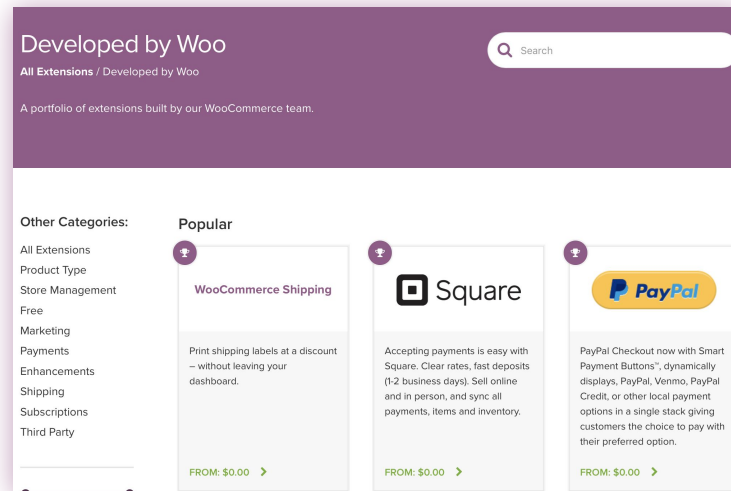 Developed by Woo
All Extensions / Developed by Woo
A portfolio of extensions built by our WooCommerce team.
Search
Other Categories:
All Extensions
Product Type
Store Management
Free
Marketing
Payments
Enhancements
Shipping
Subscriptions
Third Party
Popular
WooCommerce Shipping
Print shipping labels at a discount
– without leaving your
dashboard.
FROM: $0.00
Square
Accepting payments is easy with
Square. Clear rates, fast deposits
(1-2 business days). Sell online
and in person, and sync all
payments, items and inventory.
FROM: $0.00
PayPal
PayPal Checkout now with Smart
Payment Buttons™, dynamically
displays, PayPal, Venmo, PayPal
Credit, or other local payment
options in a single stack giving
customers the choice to pay with
their preferred option.
FROM: $0.00